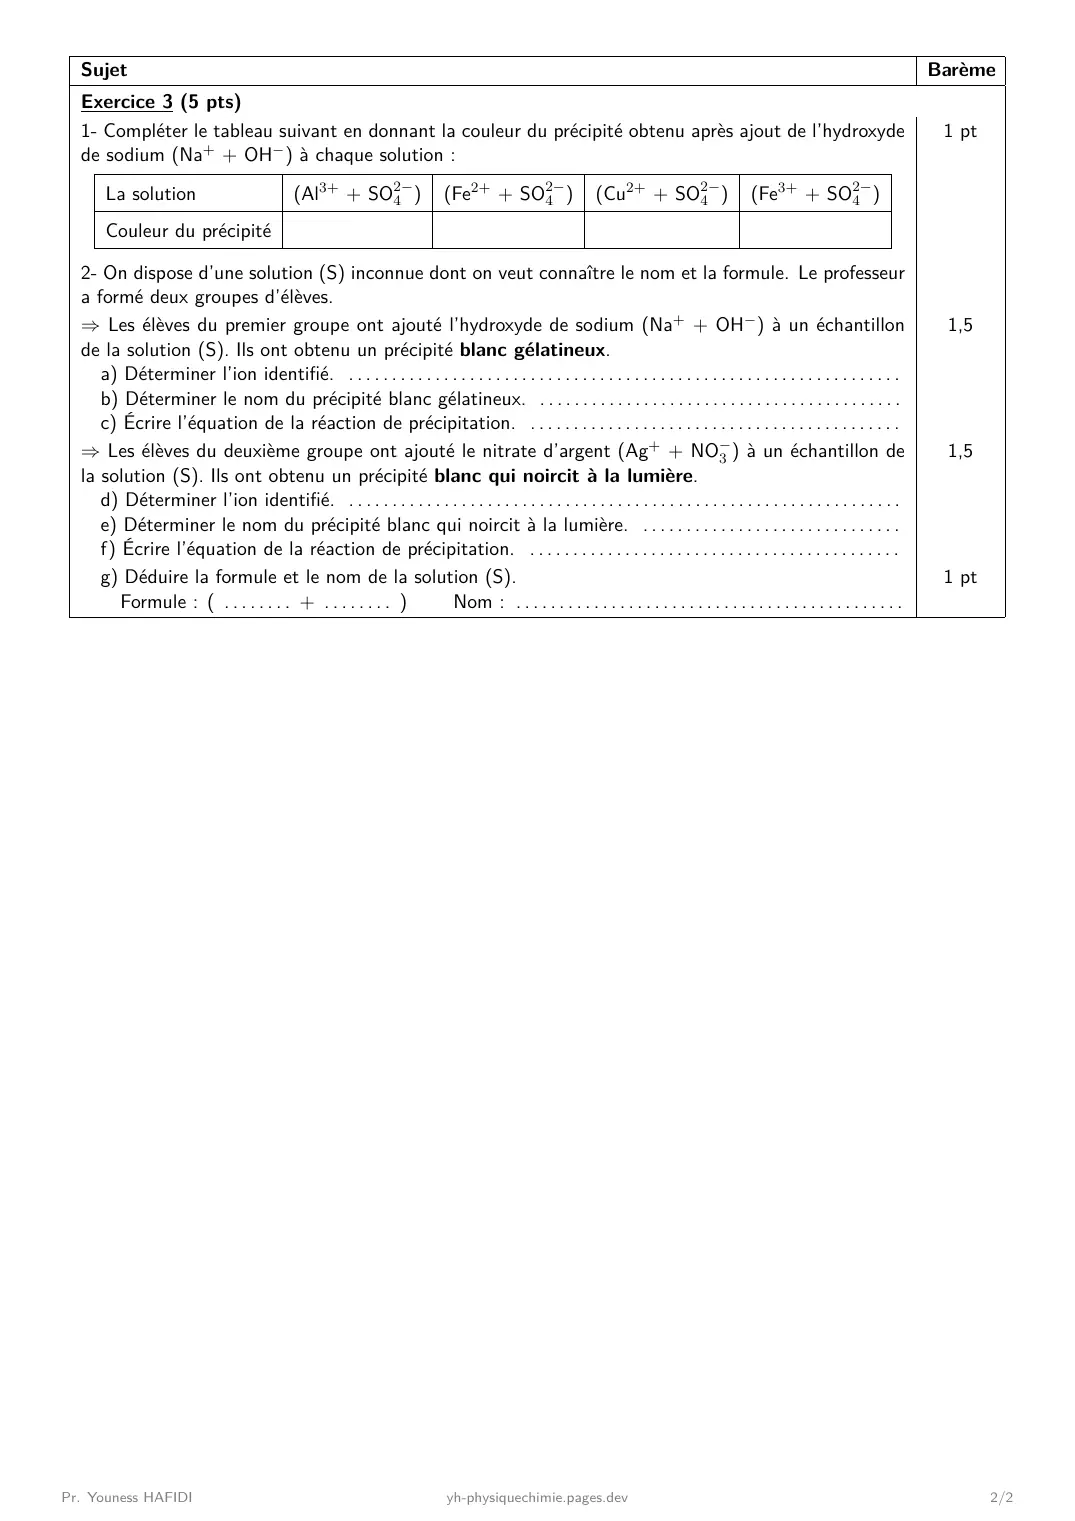 Sujet Barème
Exercice 3 (5 pts)
1- Compléter le tableau suivant en donnant la couleur du précipité obtenu après ajout de l'hydroxyde 1 pt
de sodium (Na⁺ + OH⁻) à chaque solution :
La solution (Al³⁺ + SO₄²⁻) (Fe²⁺ + SO₄²⁻) (Cu²⁺ + SO₄²⁻) (Fe³⁺ + SO₄²⁻)
Couleur du précipité
2- On dispose d'une solution (S) inconnue dont on veut connaître le nom et la formule. Le professeur
a formé deux groupes d'élèves.
⇒ Les élèves du premier groupe ont ajouté l'hydroxyde de sodium (Na⁺ + OH⁻) à un échantillon 1,5
de la solution (S). Ils ont obtenu un précipité blanc gélatineux.
a) Déterminer l'ion identifié. ................................................................
b) Déterminer le nom du précipité blanc gélatineux. ..........................................
c) Écrire l'équation de la réaction de précipitation. ...........................................
⇒ Les élèves du deuxième groupe ont ajouté le nitrate d'argent (Ag⁺ + NO₃⁻) à un échantillon de 1,5
la solution (S). Ils ont obtenu un précipité blanc qui noircit à la lumière.
d) Déterminer l'ion identifié. ................................................................
e) Déterminer le nom du précipité blanc qui noircit à la lumière. ..............................
f) Écrire l'équation de la réaction de précipitation. ...........................................
g) Déduire la formule et le nom de la solution (S). 1 pt
Formule : ( ........ + ........ ) Nom : .............................................
Pr. Youness HAFIDI yh-physiquechimie.pages.dev 2/2